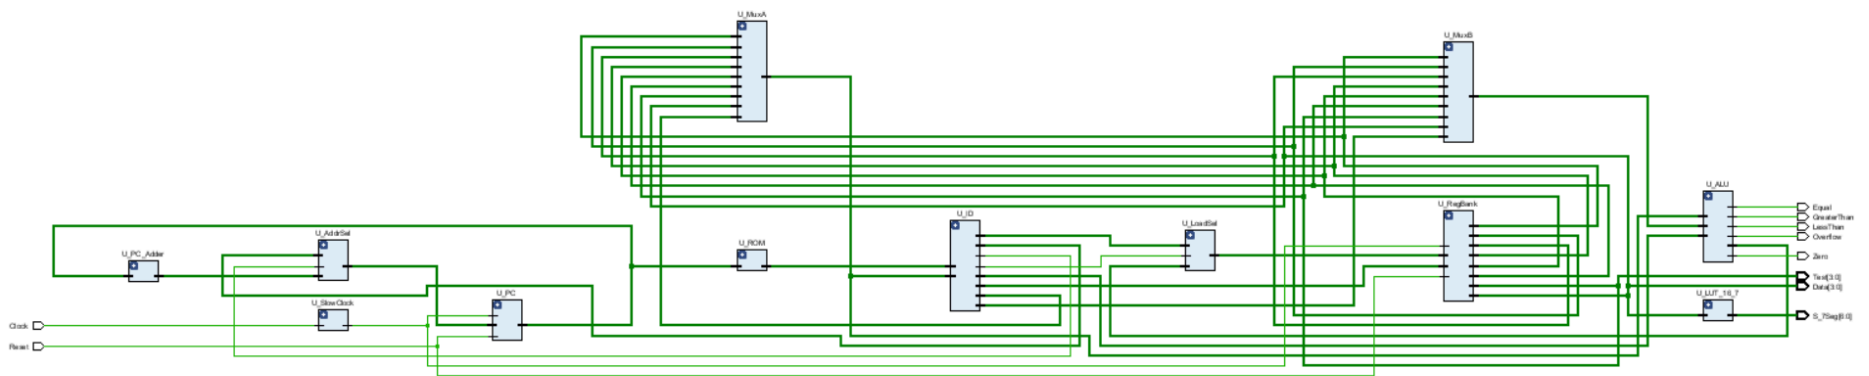 U_MuxA
U_MuxB
U_ALU
Equal
GreaterThan
LessThan
Overflow
Zero
Test[3:0]
Data[3:0]
U_RegBank
U_ID
U_LoadSel
U_AddrSel
U_ROM
U_PC_Adder
U_PC
U_SlowClock
U_LUT_16_7
S_7Seg[6:0]
Clock
Reset